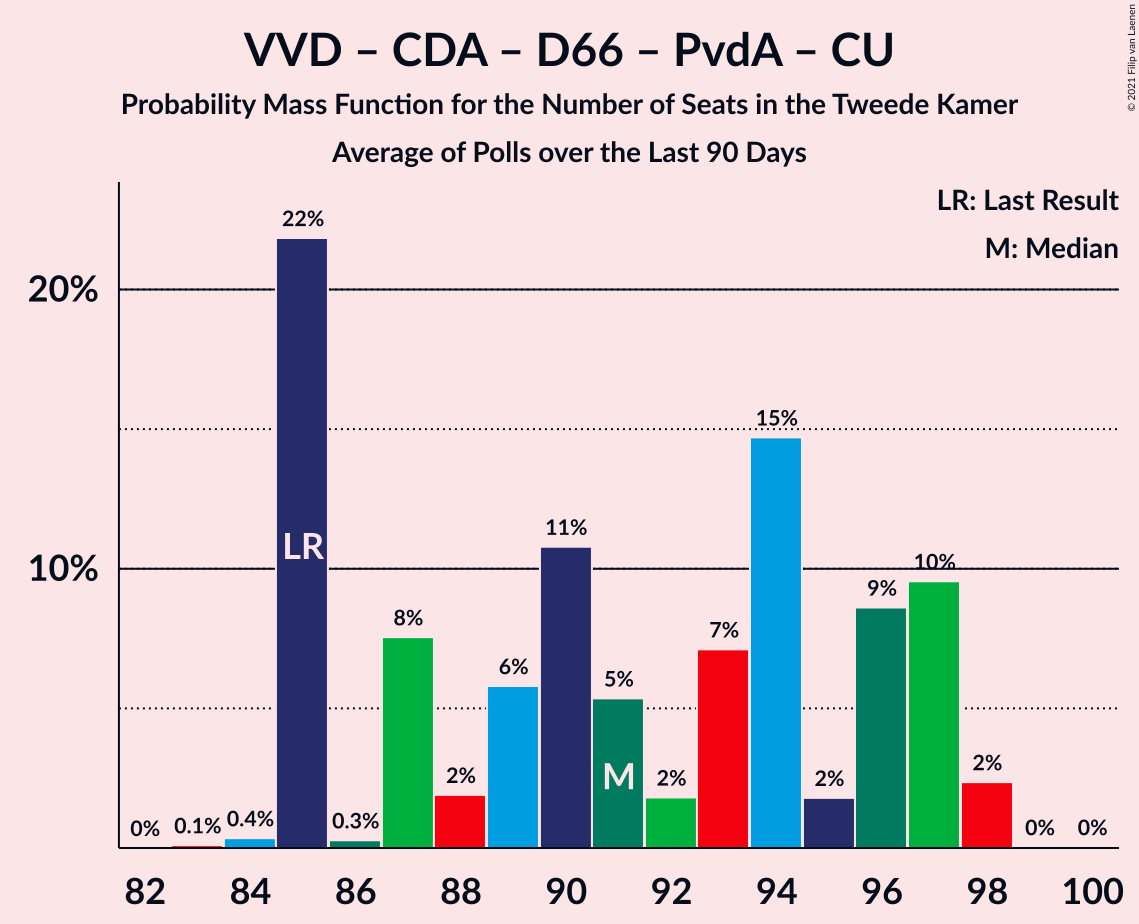 VVD – CDA – D66 – PvdA – CU
Probability Mass Function for the Number of Seats in the Tweede Kamer
Average of Polls over the Last 90 Days
© 2021 Filip van Laenen
LR: Last Result
M: Median
20%
10%
0%
0.1%
0.4%
22%
0.3%
8%
2%
6%
11%
5%
2%
7%
15%
2%
9%
10%
2%
0%
0%
LR
M
82 84 86 88 90 92 94 96 98 100